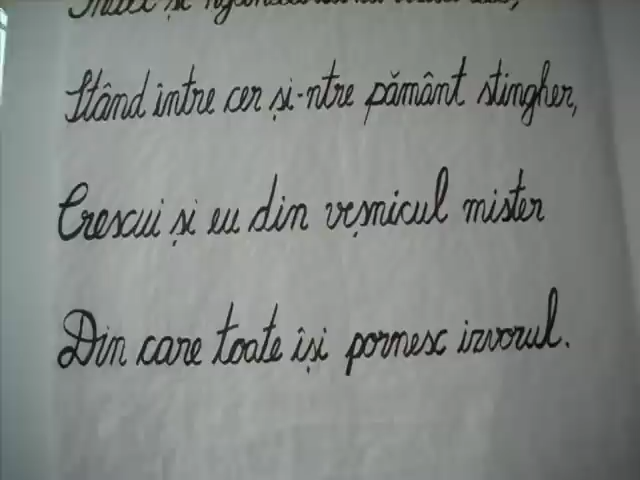 Stând între cer și-ntre pământ stingher,
Crescui și eu din veșnicul mister
Din care toate își pornesc izvorul.